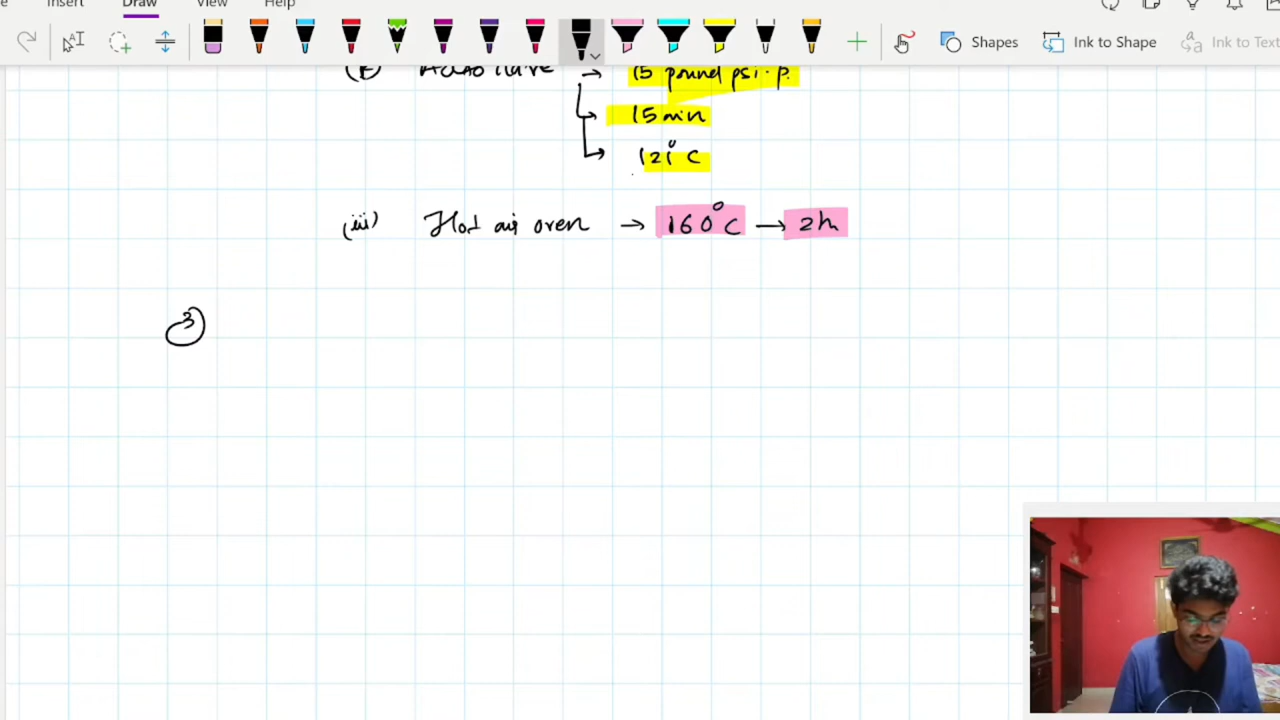 Insert Draw View Help
Shapes Ink to Shape Ink to Text
Autoclave → 15 pound psi. p.
→ 15 min
→ 121° C
(iii) Hot air oven → 160°C → 2h
3